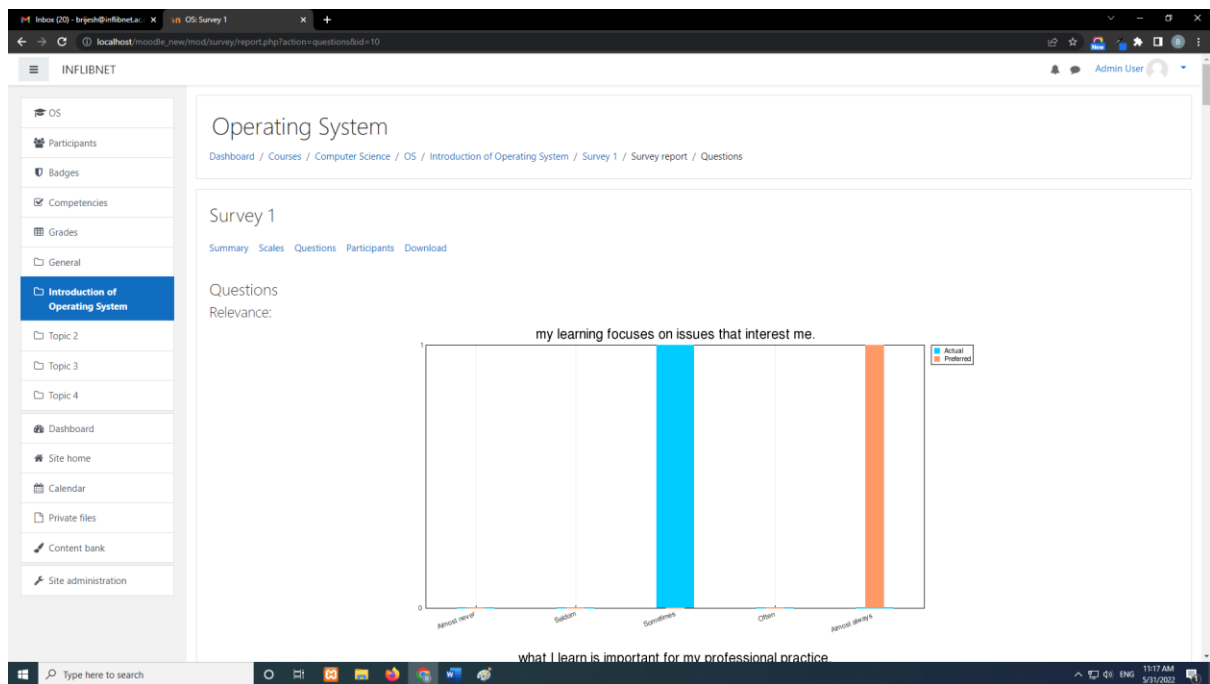 Inbox (20) - brijesh@inflibnet.ac.
OS: Survey 1
localhost/moodle_new/mod/survey/report.php?action=questions&id=10
New
B
INFLIBNET
Admin User
OS
Participants
Badges
Competencies
Grades
General
Introduction of
Operating System
Topic 2
Topic 3
Topic 4
Dashboard
Site home
Calendar
Private files
Content bank
Site administration
Operating System
Dashboard / Courses / Computer Science / OS / Introduction of Operating System / Survey 1 / Survey report / Questions
Survey 1
Summary Scales Questions Participants Download
Questions
Relevance:
my learning focuses on issues that interest me.
Actual
Preferred
1
0
Almost never
Seldom
Sometimes
Often
Almost always
what I learn is important for my professional practice.
Type here to search
ENG
11:17 AM
5/31/2022